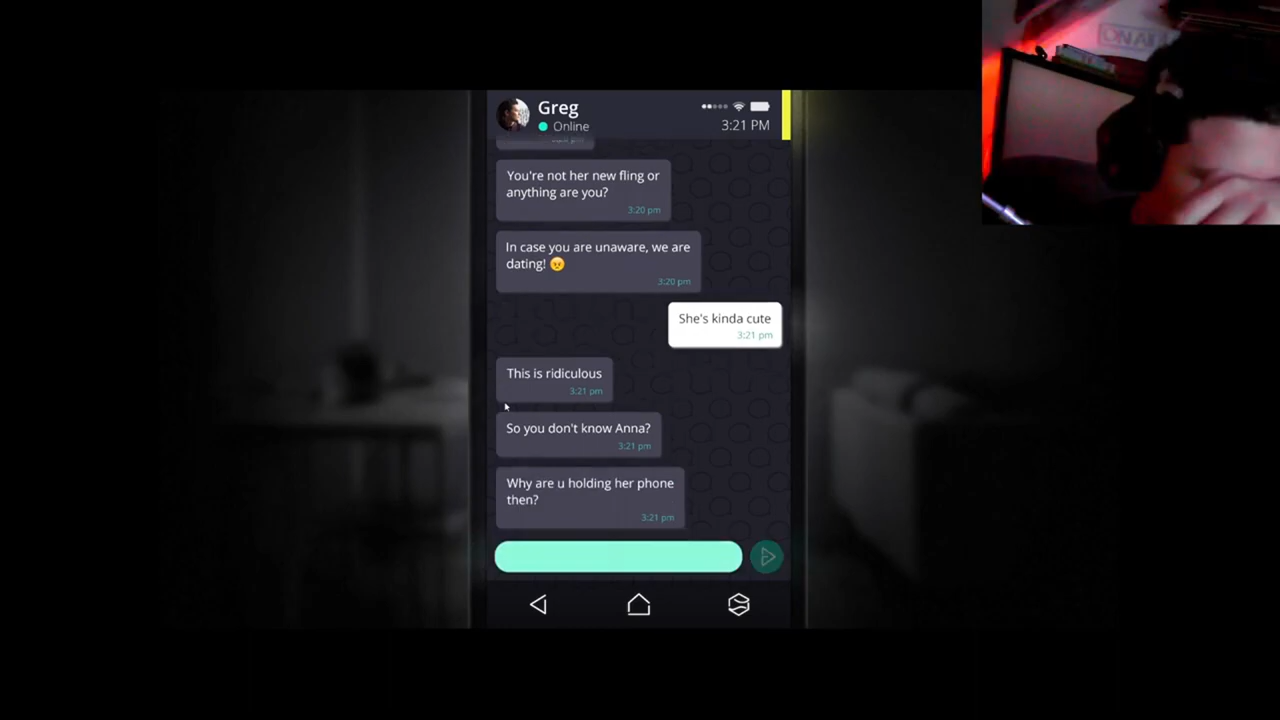 ON AI
Greg
Online
3:21 PM
You're not her new fling or
anything are you?
3:20 pm
In case you are unaware, we are
dating! 😠
3:20 pm
She's kinda cute
3:21 pm
This is ridiculous
3:21 pm
So you don't know Anna?
3:21 pm
Why are u holding her phone
then?
3:21 pm